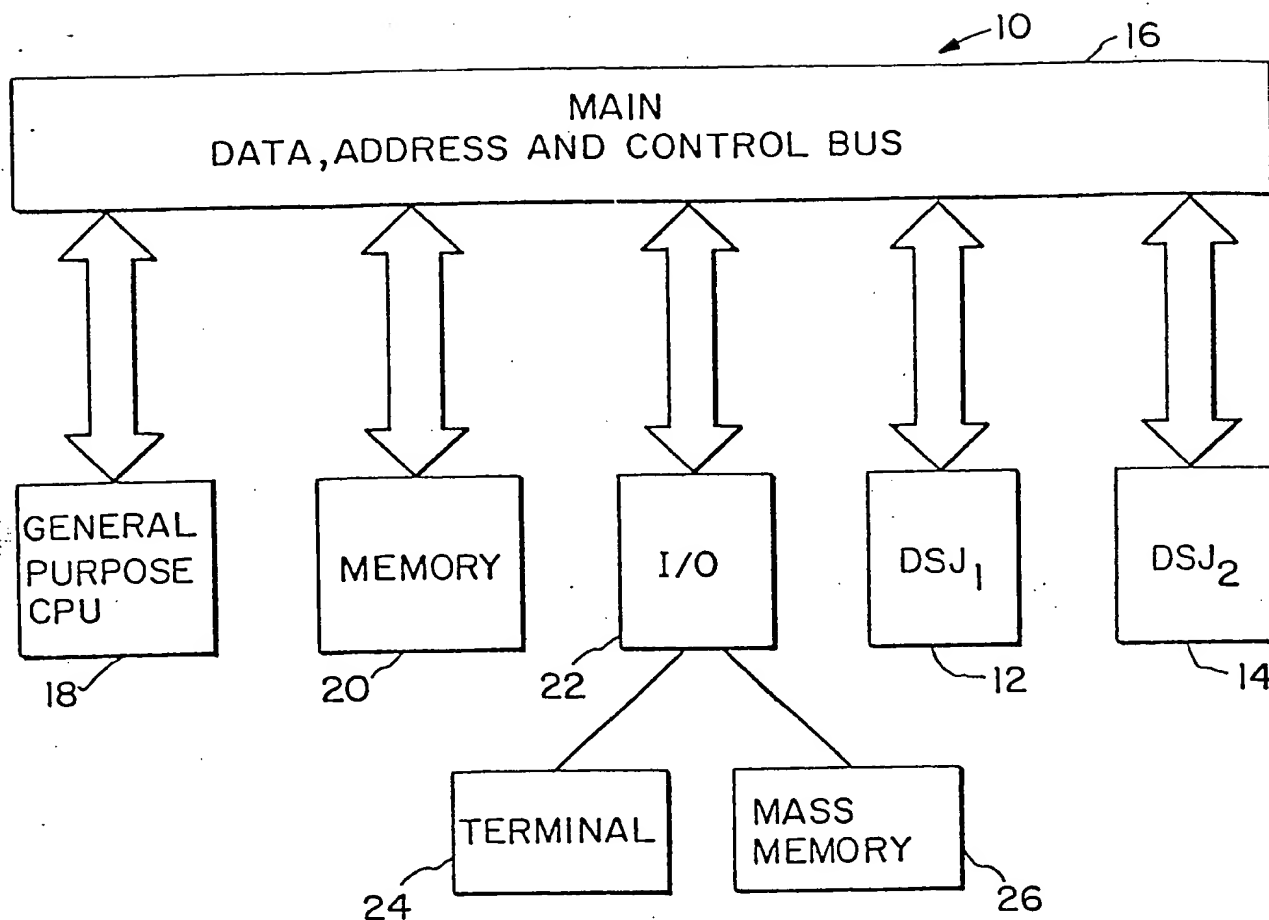 10
16
MAIN
DATA, ADDRESS AND CONTROL BUS
GENERAL
PURPOSE
CPU
MEMORY
I/O
DSJ1
DSJ2
18
20
22
12
14
TERMINAL
MASS
MEMORY
24
26